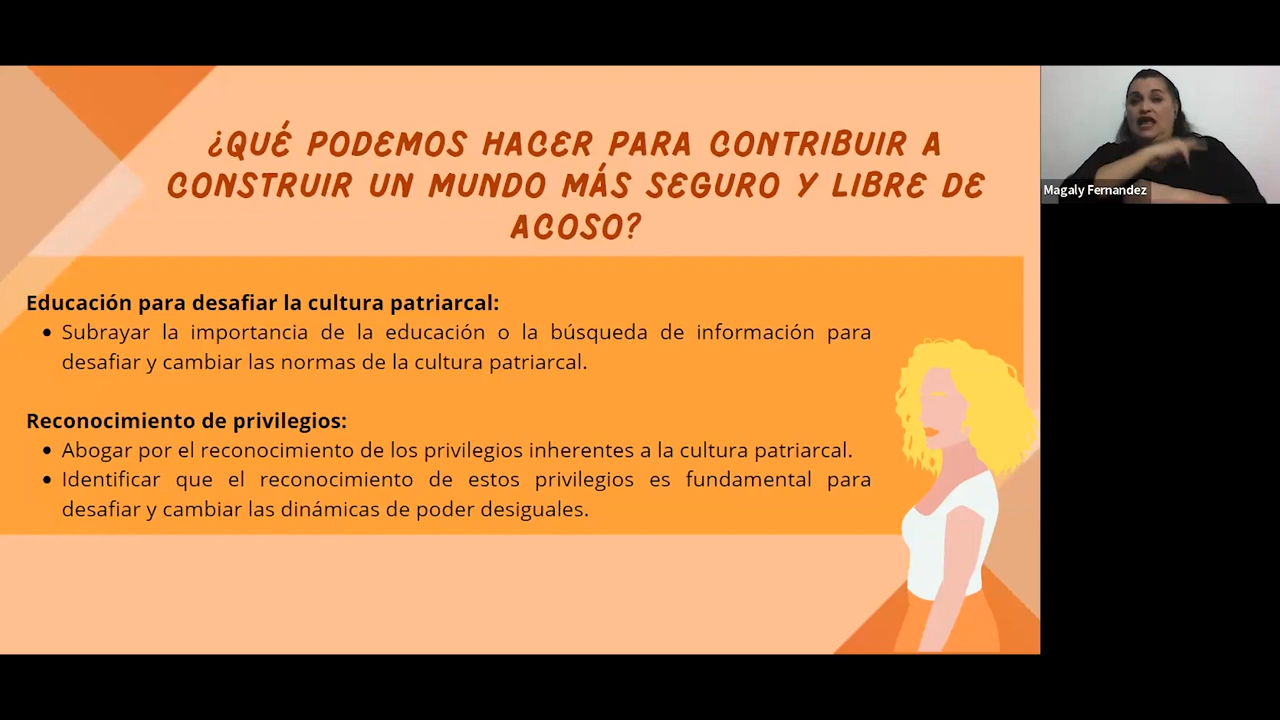 ¿QUÉ PODEMOS HACER PARA CONTRIBUIR A
CONSTRUIR UN MUNDO MÁS SEGURO Y LIBRE DE
ACOSO?
Educación para desafiar la cultura patriarcal:
• Subrayar la importancia de la educación o la búsqueda de información para
desafiar y cambiar las normas de la cultura patriarcal.
Reconocimiento de privilegios:
• Abogar por el reconocimiento de los privilegios inherentes a la cultura patriarcal.
• Identificar que el reconocimiento de estos privilegios es fundamental para
desafiar y cambiar las dinámicas de poder desiguales.
Magaly Fernandez